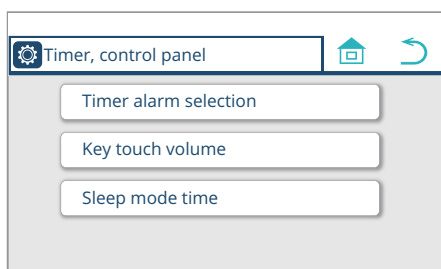 Timer, control panel
Timer alarm selection
Key touch volume
Sleep mode time